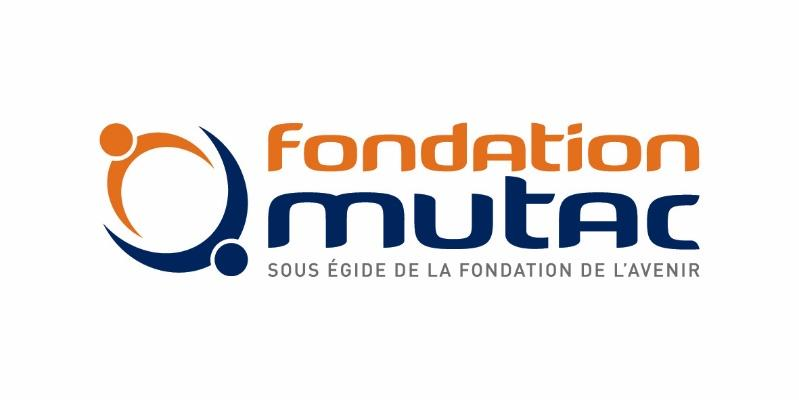 fondation
mutac
SOUS ÉGIDE DE LA FONDATION DE L'AVENIR